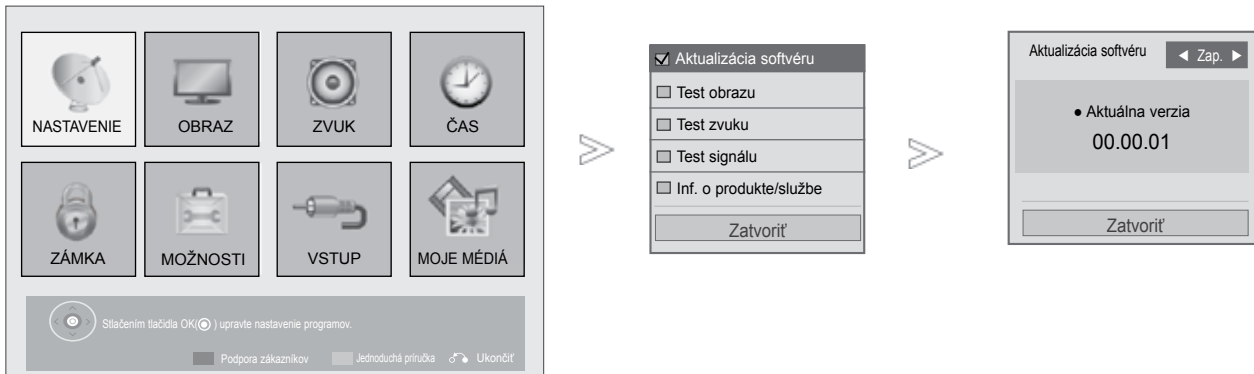 NASTAVENIE
OBRAZ
ZVUK
ČAS
ZÁMKA
MOŽNOSTI
VSTUP
MOJE MÉDIÁ
Stlačením tlačidla OK( ) upravte nastavenie programov.
Podpora zákazníkov
Jednoduchá príručka
Ukončiť
Aktualizácia softvéru
Test obrazu
Test zvuku
Test signálu
Inf. o produkte/službe
Zatvoriť
Aktualizácia softvéru
◀ Zap. ▶
● Aktuálna verzia
00.00.01
Zatvoriť